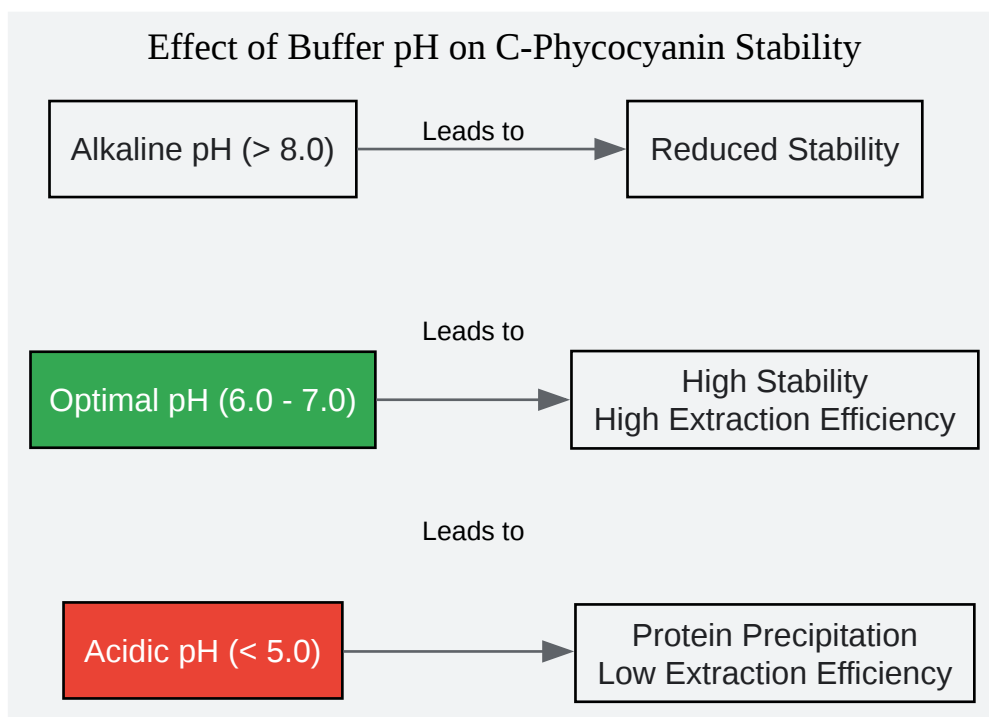 Effect of Buffer pH on C-Phycocyanin Stability
Alkaline pH (> 8.0)
Leads to
Reduced Stability
Optimal pH (6.0 - 7.0)
Leads to
High Stability
High Extraction Efficiency
Acidic pH (< 5.0)
Leads to
Protein Precipitation
Low Extraction Efficiency